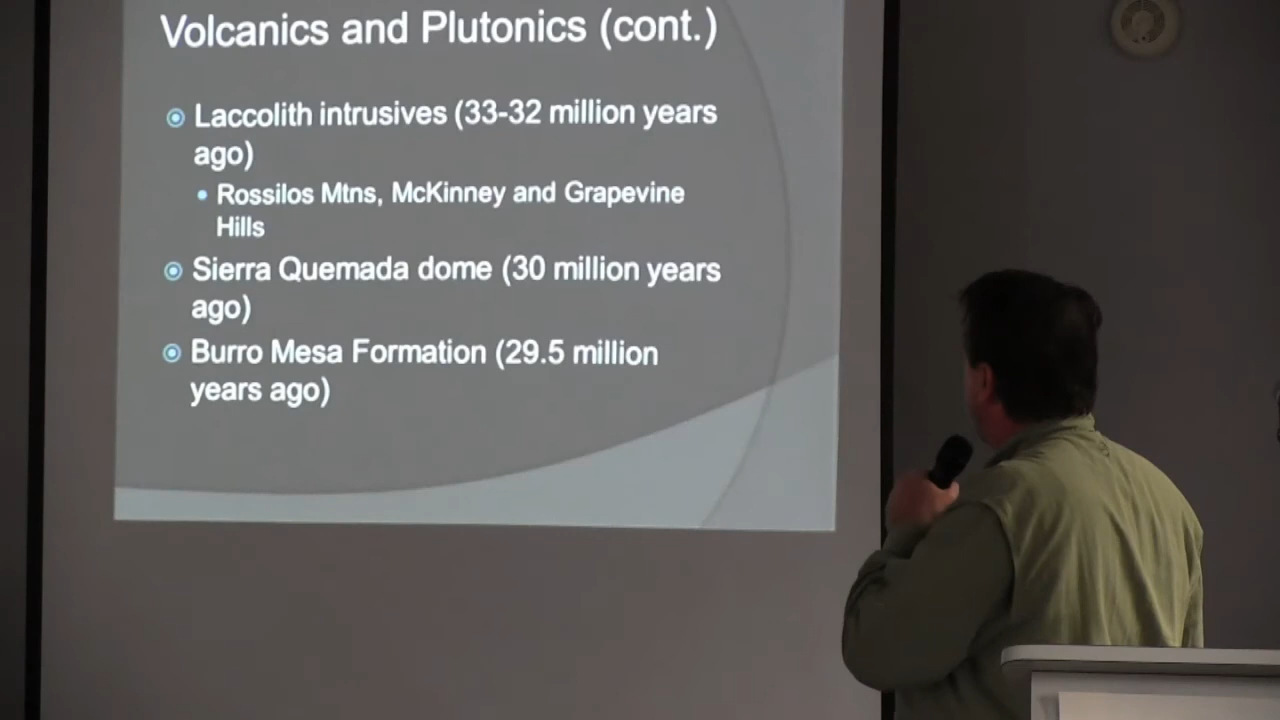 Volcanics and Plutonics (cont.)
Laccolith intrusives (33-32 million years
ago)
Rossilos Mtns, McKinney and Grapevine
Hills
Sierra Quemada dome (30 million years
ago)
Burro Mesa Formation (29.5 million
years ago)